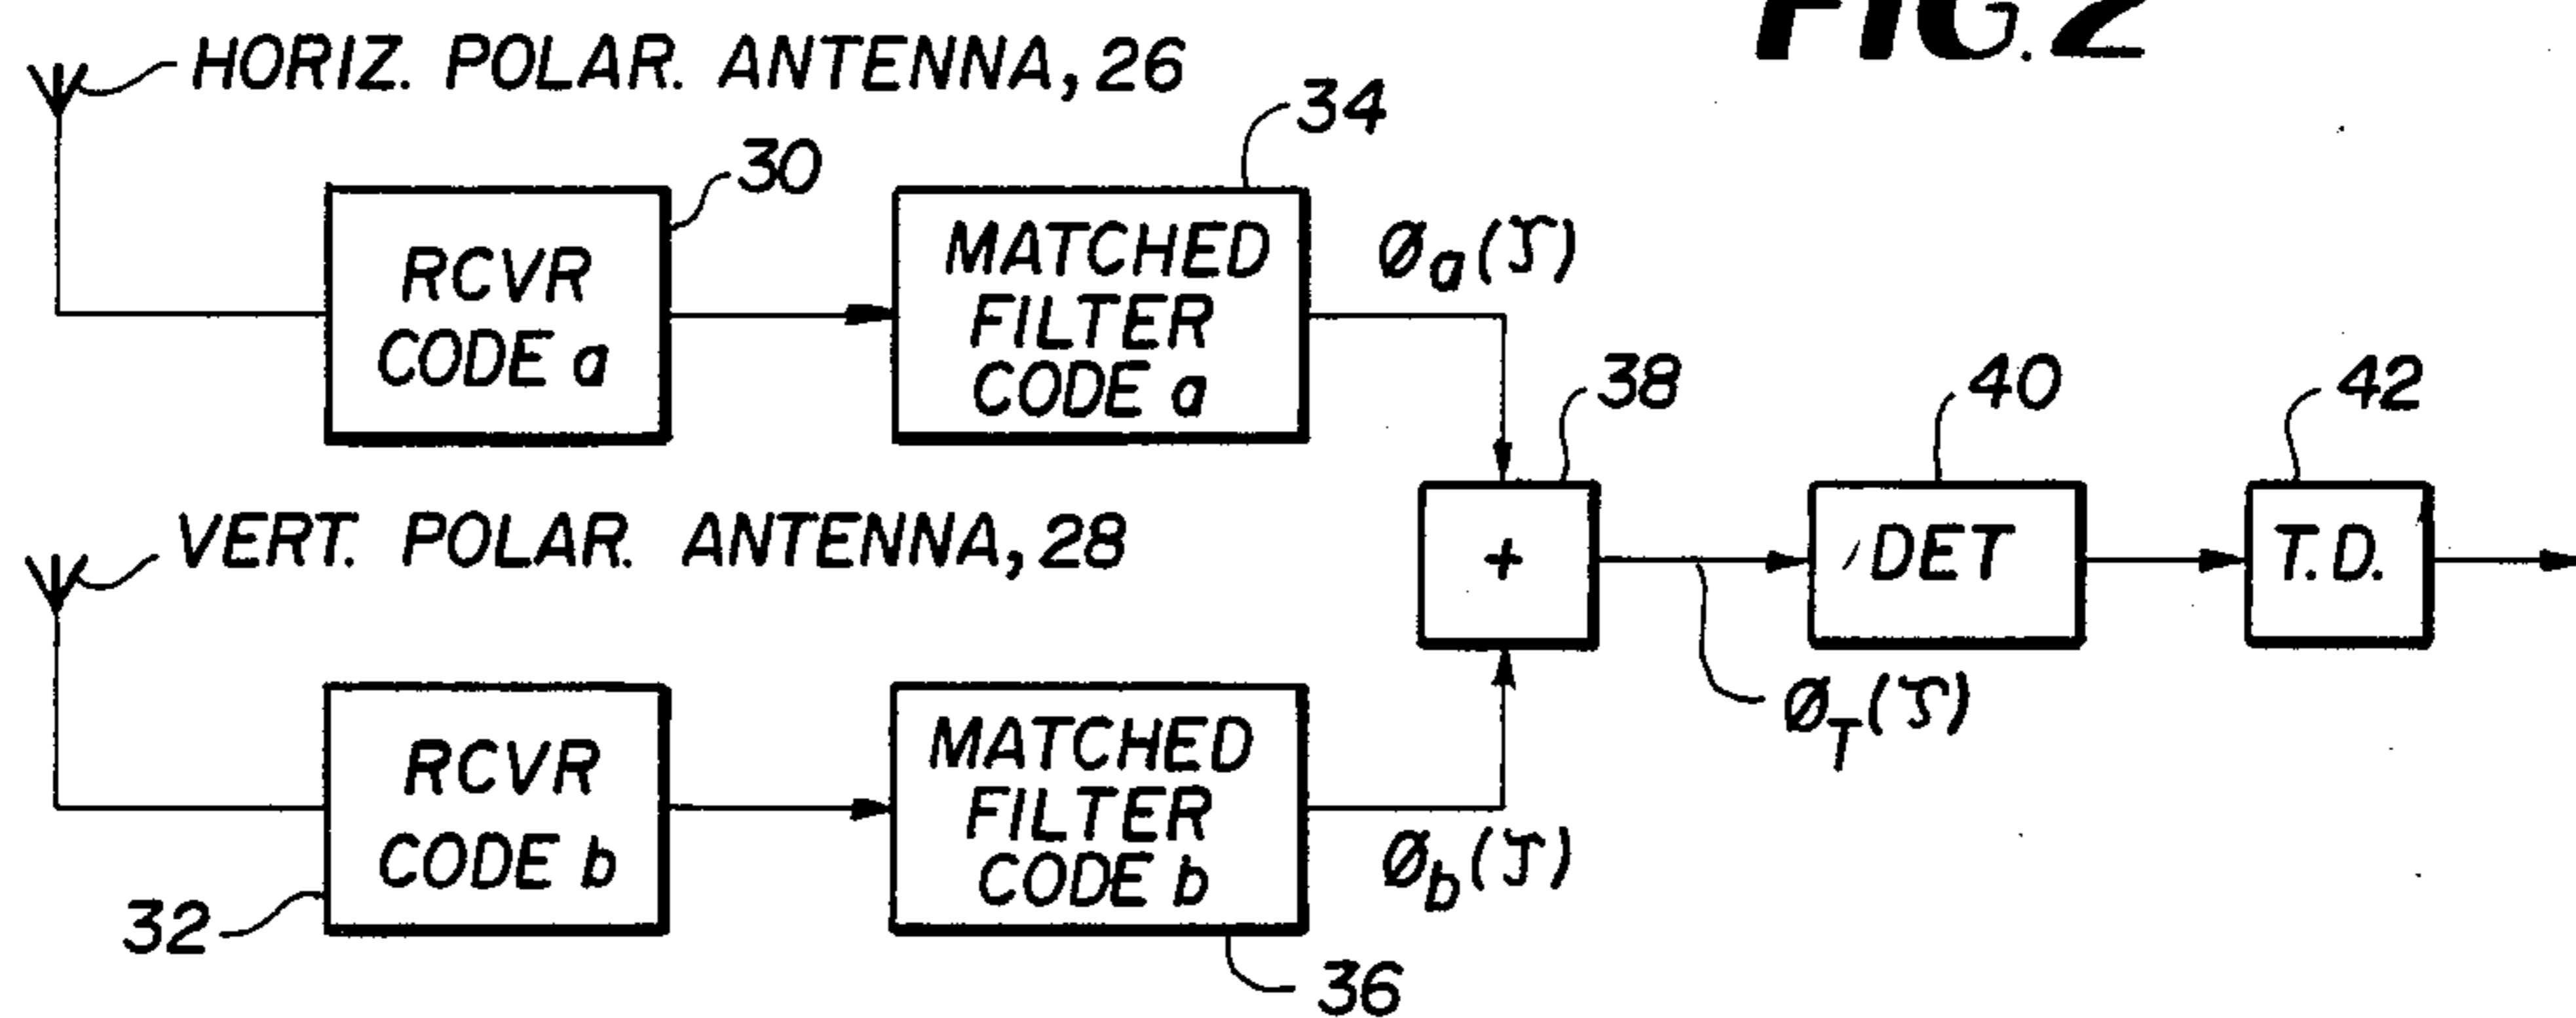 FIG. 2
HORIZ. POLAR. ANTENNA, 26
30
34
RCVR
CODE a
MATCHED
FILTER
CODE a
Øa(τ)
38
40
42
VERT. POLAR. ANTENNA, 28
+
DET
T.D.
ØT(τ)
RCVR
CODE b
MATCHED
FILTER
CODE b
Øb(τ)
32
36